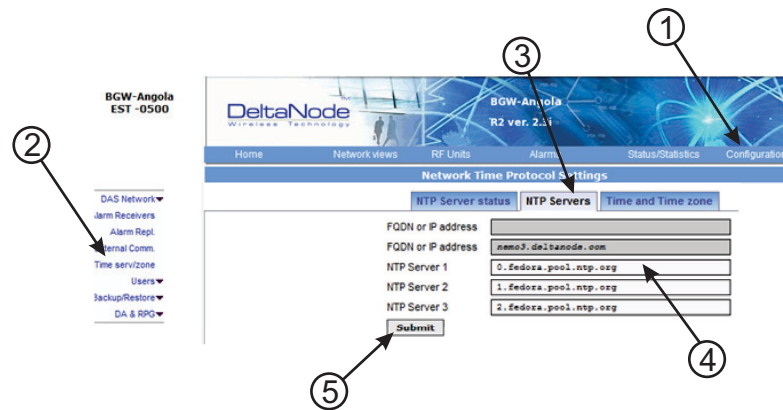 1
3
BGW-Angola
EST -0500
DeltaNode
Wireless Technology
BGW-Angola
R2 ver. 2.3i
2
Home Network views RF Units Alarms Status/Statistics Configuration
Network Time Protocol Settings
DAS Network
NTP Server status NTP Servers Time and Time zone
larm Receivers
FQDN or IP address
Alarm Repl.
FQDN or IP address nemo3.deltanode.com
ternal Comm.
NTP Server 1 0.fedora.pool.ntp.org
Time serv/zone
NTP Server 2 1.fedora.pool.ntp.org
Users
Backup/Restore
NTP Server 3 2.fedora.pool.ntp.org
DA & RPG
Submit
4
5